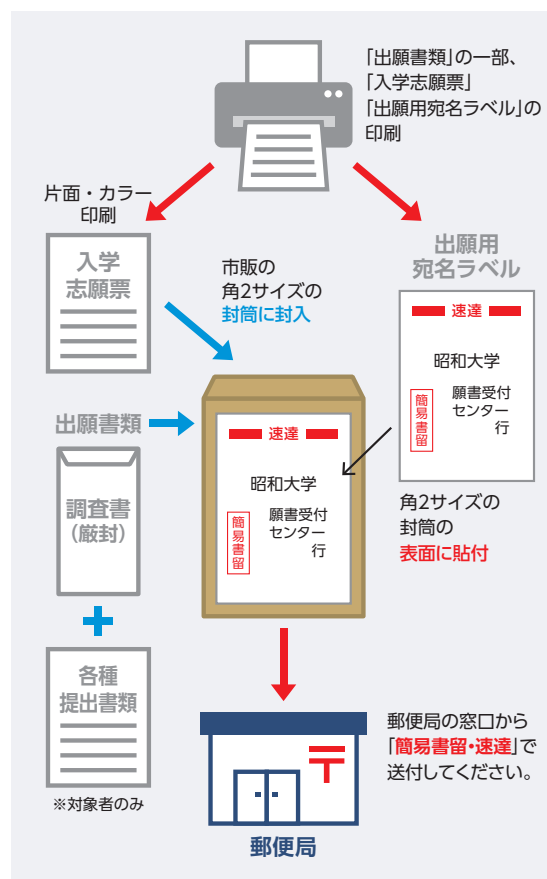 「出願書類」の一部、
「入学志願票」
「出願用宛名ラベル」の
印刷
片面・カラー
印刷
入学
志願票
市販の
角2サイズの
封筒に封入
出願用
宛名ラベル
速達
昭和大学
簡易書留
願書受付
センター
行
出願書類
調査書
(厳封)
速達
昭和大学
簡易書留
願書受付
センター
行
角2サイズの
封筒の
表面に貼付
各種
提出書類
※対象者のみ
郵便局の窓口から
「簡易書留・速達」で
送付してください。
〒
郵便局